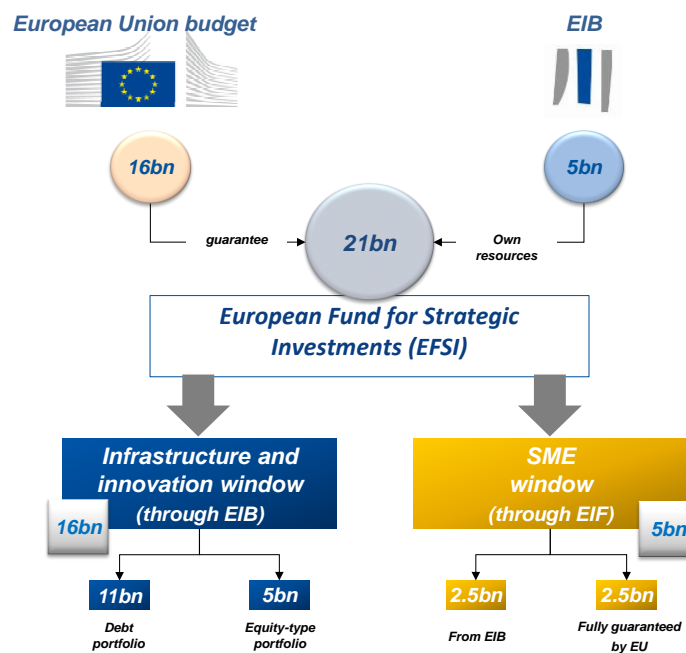 European Union budget
EIB
16bn
5bn
21bn
guarantee
Own
resources
European Fund for Strategic
Investments (EFSI)
Infrastructure and
innovation window
(through EIB)
16bn
SME
window
(through EIF)
5bn
11bn
5bn
2.5bn
2.5bn
Debt
portfolio
Equity-type
portfolio
From EIB
Fully guaranteed
by EU